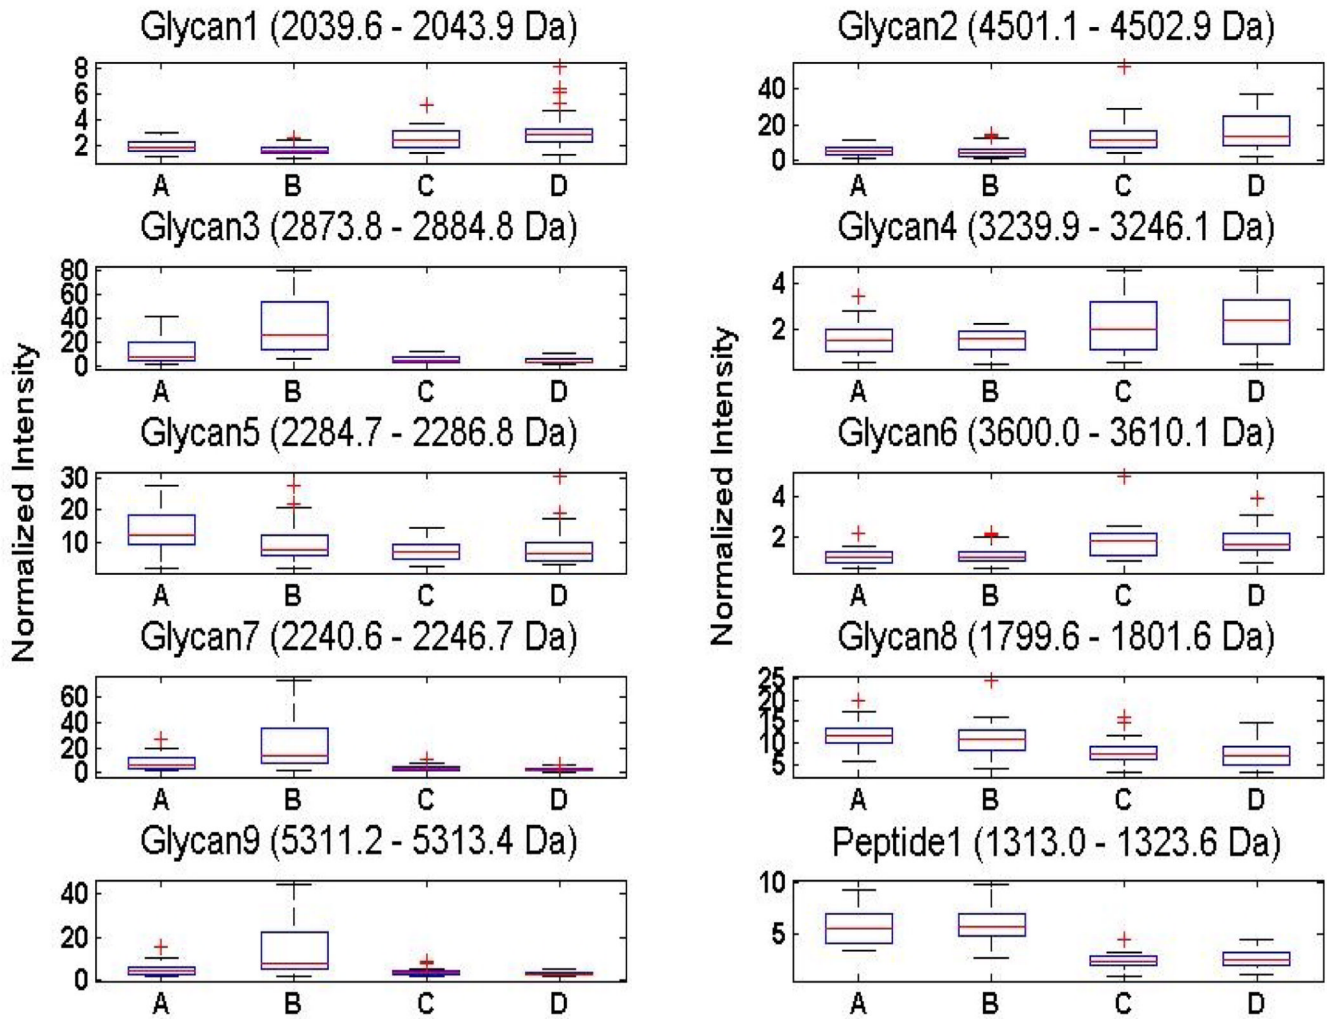 Glycan1 (2039.6 - 2043.9 Da)
8
6
4
2
A B C D
Glycan2 (4501.1 - 4502.9 Da)
40
20
0
A B C D
Glycan3 (2873.8 - 2884.8 Da)
80
60
40
20
0
A B C D
Glycan4 (3239.9 - 3246.1 Da)
4
2
A B C D
Normalized Intensity
Normalized Intensity
Glycan5 (2284.7 - 2286.8 Da)
30
20
10
A B C D
Glycan6 (3600.0 - 3610.1 Da)
4
2
A B C D
Glycan7 (2240.6 - 2246.7 Da)
60
40
20
0
A B C D
Glycan8 (1799.6 - 1801.6 Da)
25
20
15
10
5
A B C D
Glycan9 (5311.2 - 5313.4 Da)
40
20
0
A B C D
Peptide1 (1313.0 - 1323.6 Da)
10
5
A B C D